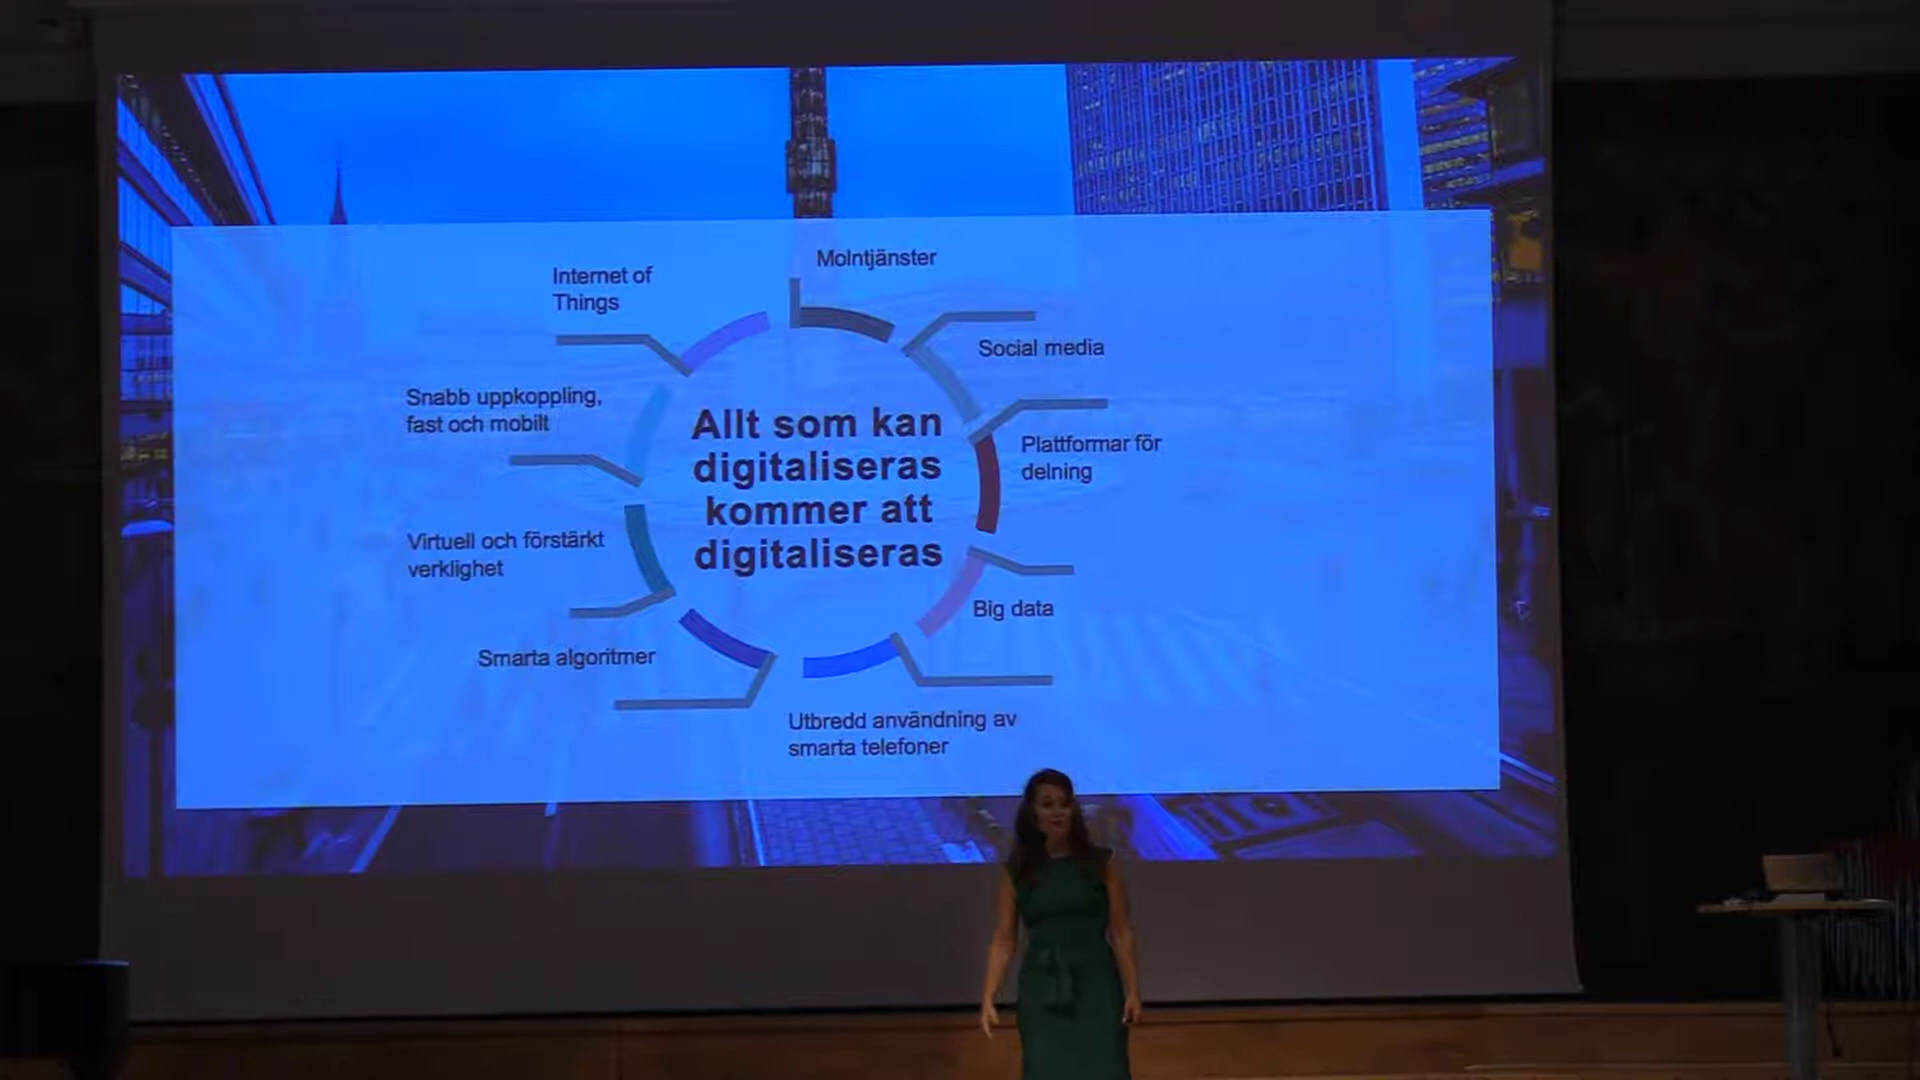 Molntjänster
Internet of
Things
Social media
Snabb uppkoppling,
fast och mobilt
Allt som kan
digitaliseras
kommer att
digitaliseras
Plattformar för
delning
Virtuell och förstärkt
verklighet
Big data
Smarta algoritmer
Utbredd användning av
smarta telefoner